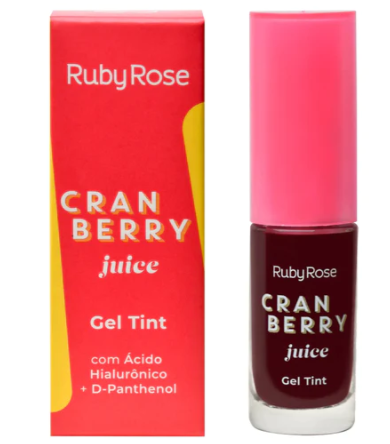 RubyRose
CRAN
BERRY
juice
Gel Tint
com Ácido
Hialurônico
+ D-Panthenol
RubyRose
CRAN
BERRY
juice
Gel Tint